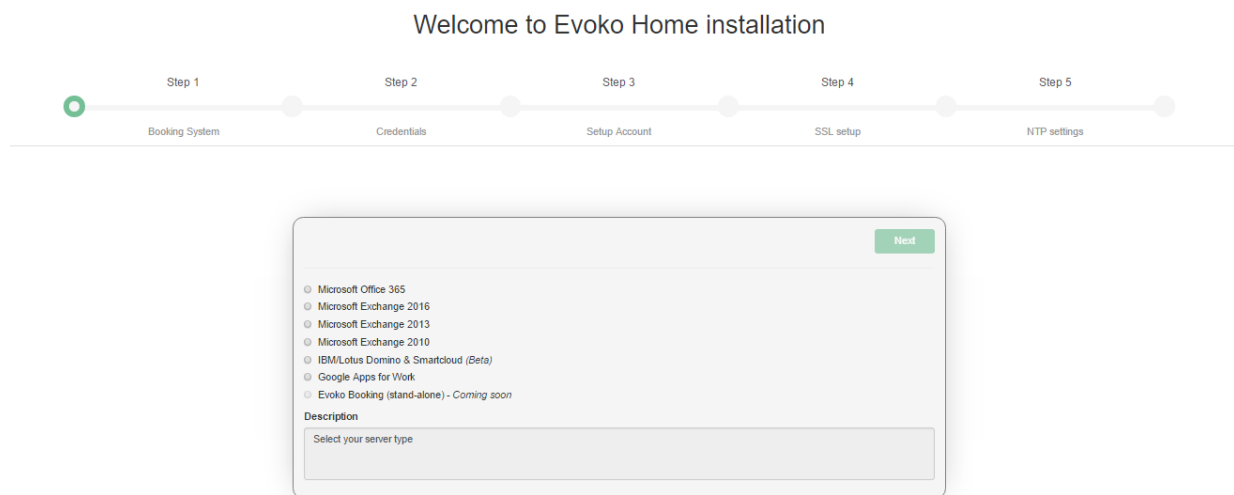 Welcome to Evoko Home installation
Step 1 Step 2 Step 3 Step 4 Step 5
Booking System Credentials Setup Account SSL setup NTP settings
Next
Microsoft Office 365
Microsoft Exchange 2016
Microsoft Exchange 2013
Microsoft Exchange 2010
IBM/Lotus Domino & Smartcloud (Beta)
Google Apps for Work
Evoko Booking (stand-alone) - Coming soon
Description
Select your server type